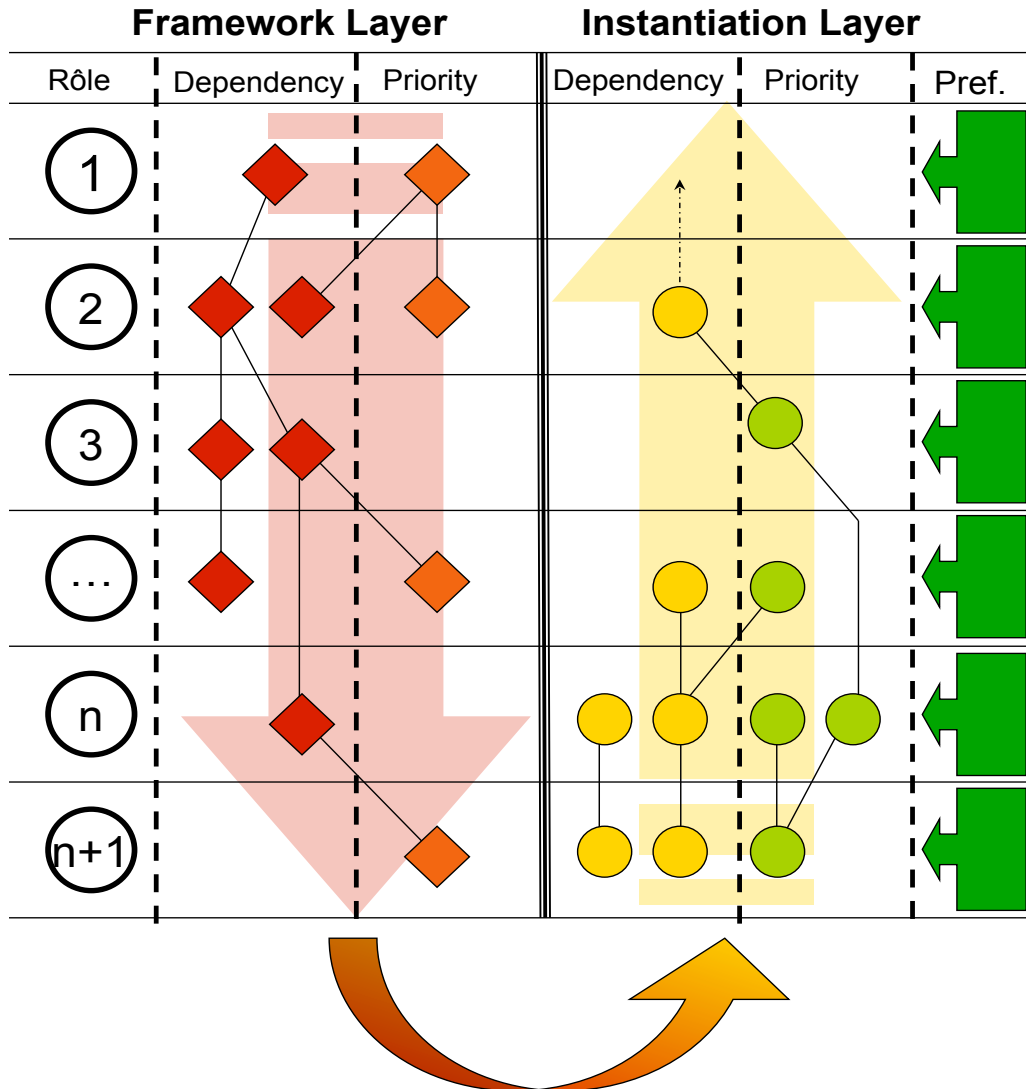 Framework Layer Instantiation Layer
Rôle Dependency Priority Dependency Priority Pref.
1
2
3
...
n
n+1